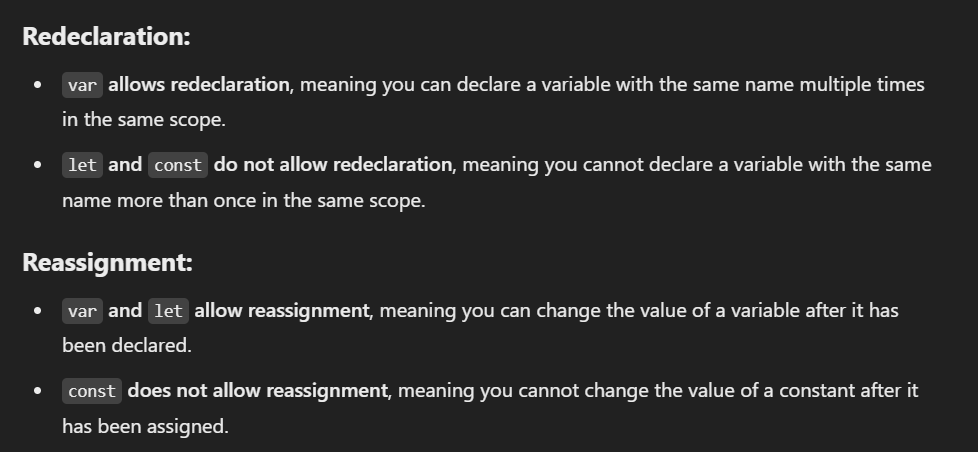 Redeclaration:
• var allows redeclaration, meaning you can declare a variable with the same name multiple times
in the same scope.
• let and const do not allow redeclaration, meaning you cannot declare a variable with the same
name more than once in the same scope.
Reassignment:
• var and let allow reassignment, meaning you can change the value of a variable after it has
been declared.
• const does not allow reassignment, meaning you cannot change the value of a constant after it
has been assigned.